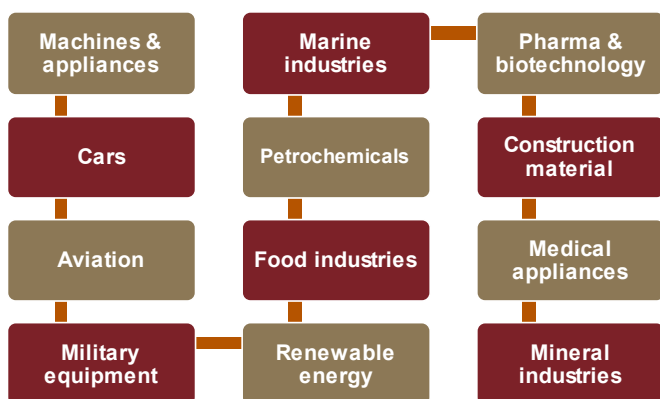 Machines &
appliances
Cars
Aviation
Military
equipment
Renewable
energy
Food industries
Petrochemicals
Marine
industries
Pharma &
biotechnology
Construction
material
Medical
appliances
Mineral
industries